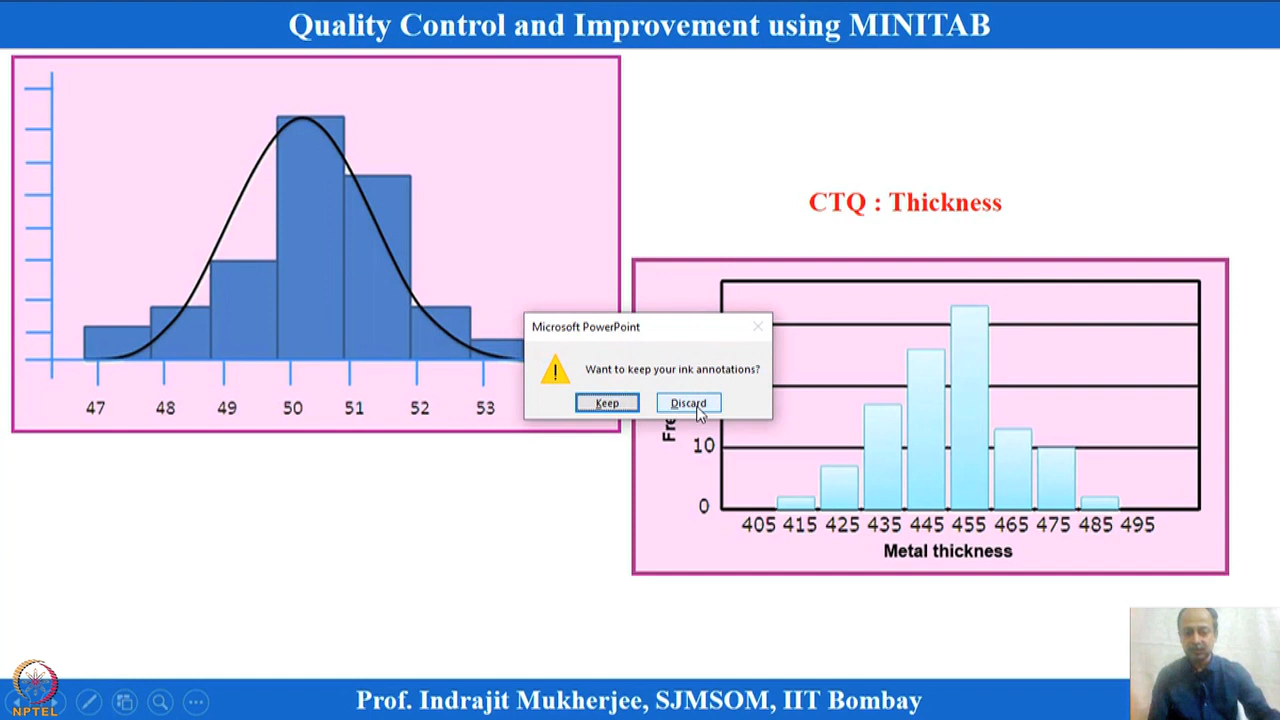 Quality Control and Improvement using MINITAB
47 48 49 50 51 52 53
CTQ : Thickness
Microsoft PowerPoint
Want to keep your ink annotations?
Keep Discard
Fre
10
0
405 415 425 435 445 455 465 475 485 495
Metal thickness
NPTEL
Prof. Indrajit Mukherjee, SJMSOM, IIT Bombay